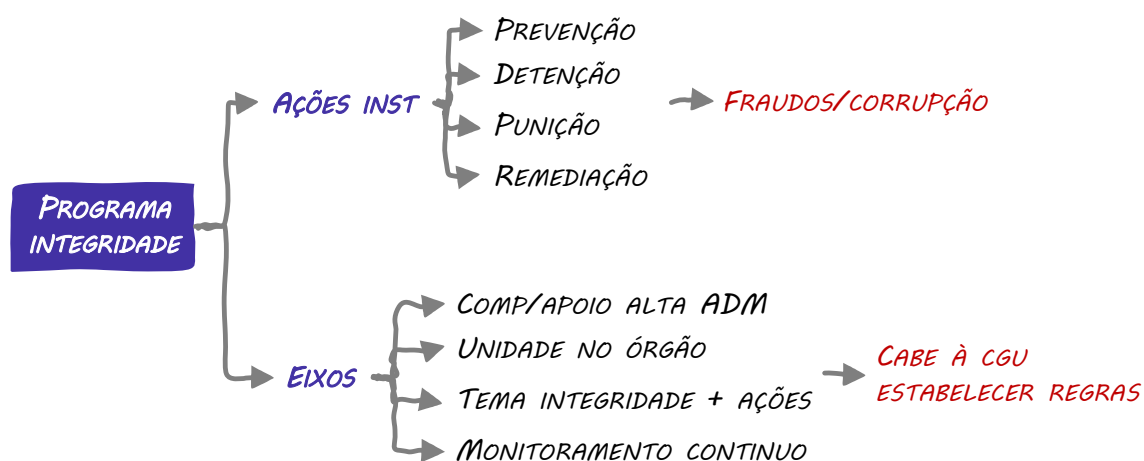 PREVENÇÃO
DETENÇÃO
AÇÕES INST
FRAUDOS/CORRUPÇÃO
PUNIÇÃO
REMEDIAÇÃO
PROGRAMA
INTEGRIDADE
COMP/APOIO ALTA ADM
UNIDADE NO ÓRGÃO
EIXOS
CABE À CGU
ESTABELECER REGRAS
TEMA INTEGRIDADE + AÇÕES
MONITORAMENTO CONTINUO